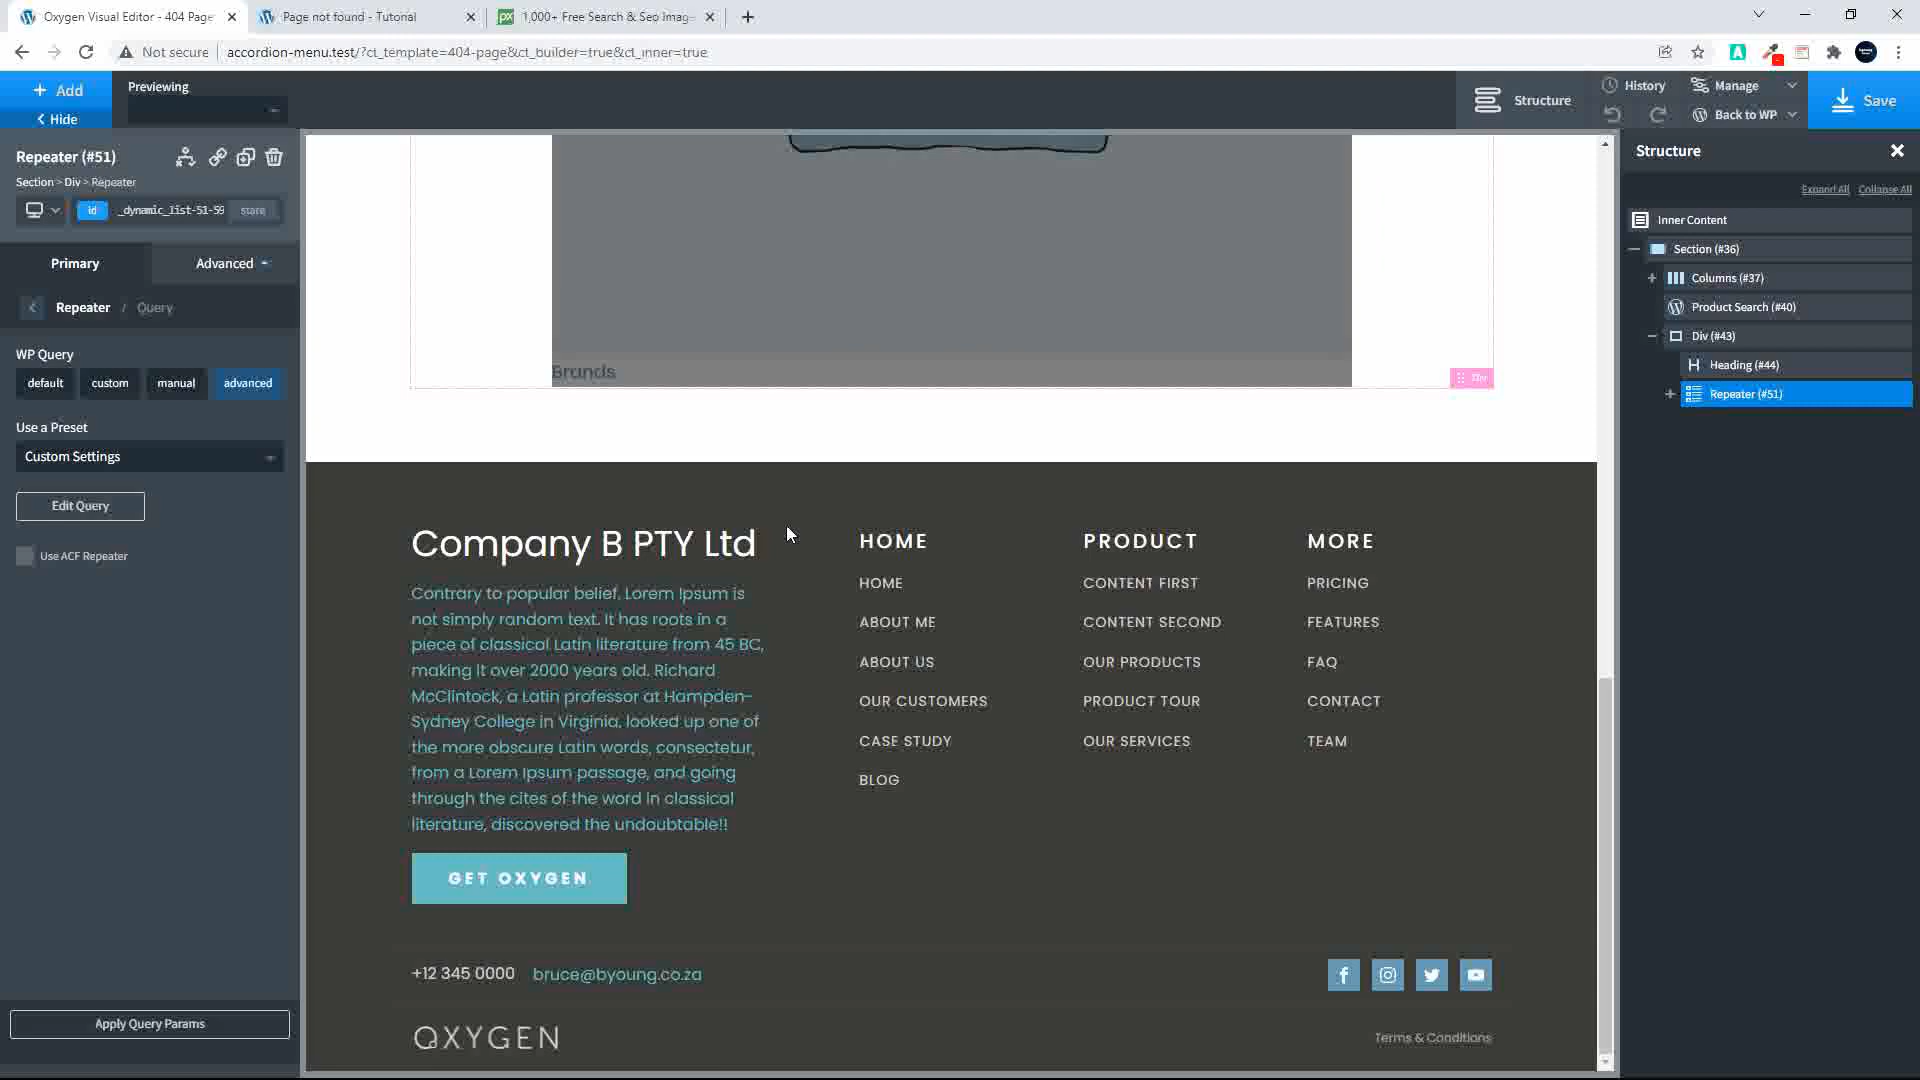 Oxygen Visual Editor - 404 Page
Page not found - Tutorial
1,000+ Free Search & Seo Imag
Not secure
accordion-menu.test/?ct_template=404-page&ct_builder=true&ct_inner=true
Add
Hide
Previewing
Structure
History
Manage
Back to WP
Save
Repeater (#51)
Section > Div > Repeater
id
_dynamic_list-51-59
state
Primary
Advanced
Repeater / Query
WP Query
default
custom
manual
advanced
Use a Preset
Custom Settings
Edit Query
Use ACF Repeater
Apply Query Params
Brands
Div
Company B PTY Ltd
Contrary to popular belief, Lorem Ipsum is
not simply random text. It has roots in a
piece of classical Latin literature from 45 BC,
making it over 2000 years old. Richard
McClintock, a Latin professor at Hampden-
Sydney College in Virginia, looked up one of
the more obscure Latin words, consectetur,
from a Lorem Ipsum passage, and going
through the cites of the word in classical
literature, discovered the undoubtable!!
GET OXYGEN
HOME
HOME
ABOUT ME
ABOUT US
OUR CUSTOMERS
CASE STUDY
BLOG
PRODUCT
CONTENT FIRST
CONTENT SECOND
OUR PRODUCTS
PRODUCT TOUR
OUR SERVICES
MORE
PRICING
FEATURES
FAQ
CONTACT
TEAM
+12 345 0000
bruce@byoung.co.za
OXYGEN
Terms & Conditions
Structure
Expand All
Collapse All
Inner Content
Section (#36)
Columns (#37)
Product Search (#40)
Div (#43)
Heading (#44)
Repeater (#51)